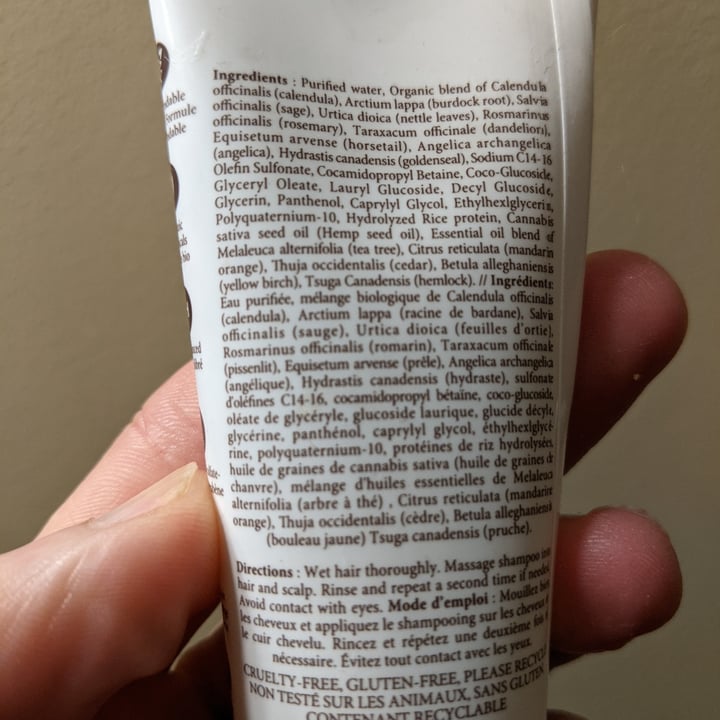 Ingredients : Purified water, Organic blend of Calendula
officinalis (calendula), Arctium lappa (burdock root), Salvia
officinalis (sage), Urtica dioica (nettle leaves), Rosmarinus
officinalis (rosemary), Taraxacum officinale (dandelion),
Equisetum arvense (horsetail), Angelica archangelica
(angelica), Hydrastis canadensis (goldenseal), Sodium C14-16
Olefin Sulfonate, Cocamidopropyl Betaine, Coco-Glucoside,
Glyceryl Oleate, Lauryl Glucoside, Decyl Glucoside,
Glycerin, Panthenol, Caprylyl Glycol, Ethylhexlglycerin,
Polyquaternium-10, Hydrolyzed Rice protein, Cannabis
sativa seed oil (Hemp seed oil), Essential oil blend of
Melaleuca alternifolia (tea tree), Citrus reticulata (mandarin
orange), Thuja occidentalis (cedar), Betula alleghaniensis
(yellow birch), Tsuga Canadensis (hemlock). // Ingrédients:
Eau purifiée, mélange biologique de Calendula officinalis
(calendula), Arctium lappa (racine de bardane), Salvia
officinalis (sauge), Urtica dioica (feuilles d'ortie),
Rosmarinus officinalis (romarin), Taraxacum officinale
(pissenlit), Equisetum arvense (prêle), Angelica archangelica
(angélique), Hydrastis canadensis (hydraste), sulfonate
d'oléfines C14-16, cocamidopropyl bétaïne, coco-glucoside,
oléate de glycéryle, glucoside laurique, glucide décyle,
glycérine, panthénol, caprylyl glycol, éthylhexlglycé-
rine, polyquaternium-10, protéines de riz hydrolysées,
huile de graines de cannabis sativa (huile de graines de
chanvre), mélange d'huiles essentielles de Melaleuca
alternifolia (arbre à thé) , Citrus reticulata (mandarine
orange), Thuja occidentalis (cèdre), Betula alleghaniensis
(bouleau jaune) Tsuga canadensis (pruche).
Directions : Wet hair thoroughly. Massage shampoo into
hair and scalp. Rinse and repeat a second time if needed.
Avoid contact with eyes. Mode d'emploi : Mouillez bien
les cheveux et appliquez le shampooing sur les cheveux
le cuir chevelu. Rincez et répétez une deuxième fois
nécessaire. Évitez tout contact avec les yeux.
CRUELTY-FREE, GLUTEN-FREE, PLEASE RECYCLE
NON TESTÉ SUR LES ANIMAUX, SANS GLUTEN
CONTENANT RECYCLABLE